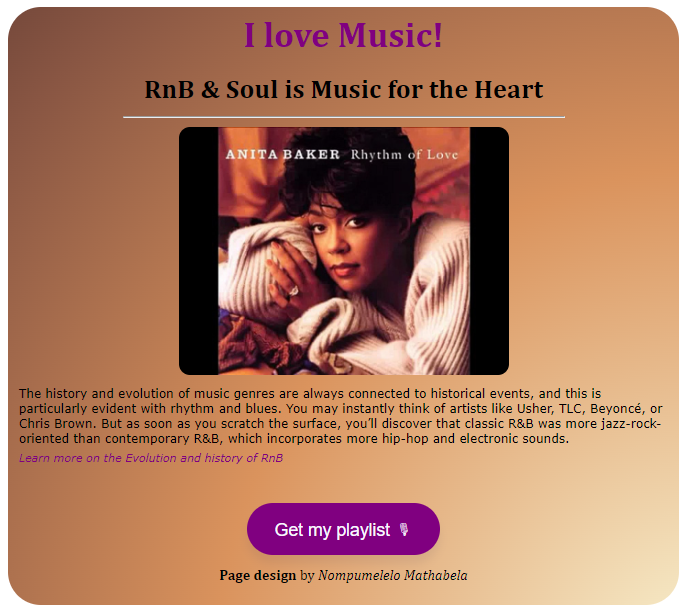 I love Music!
RnB & Soul is Music for the Heart
ANITA BAKER Rhythm of Love
The history and evolution of music genres are always connected to historical events, and this is
particularly evident with rhythm and blues. You may instantly think of artists like Usher, TLC, Beyoncé, or
Chris Brown. But as soon as you scratch the surface, you’ll discover that classic R&B was more jazz-rock-
oriented than contemporary R&B, which incorporates more hip-hop and electronic sounds.
Learn more on the Evolution and history of RnB
Get my playlist 🎙
Page design by Nompumelelo Mathabela